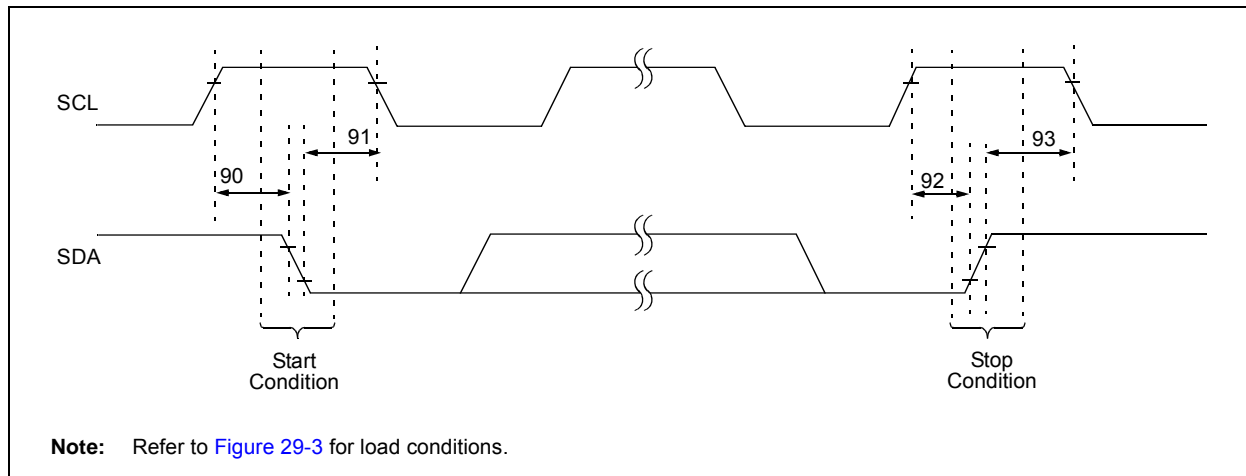 SCL
91
93
90
92
SDA
Start
Condition
Stop
Condition
Note: Refer to Figure 29-3 for load conditions.